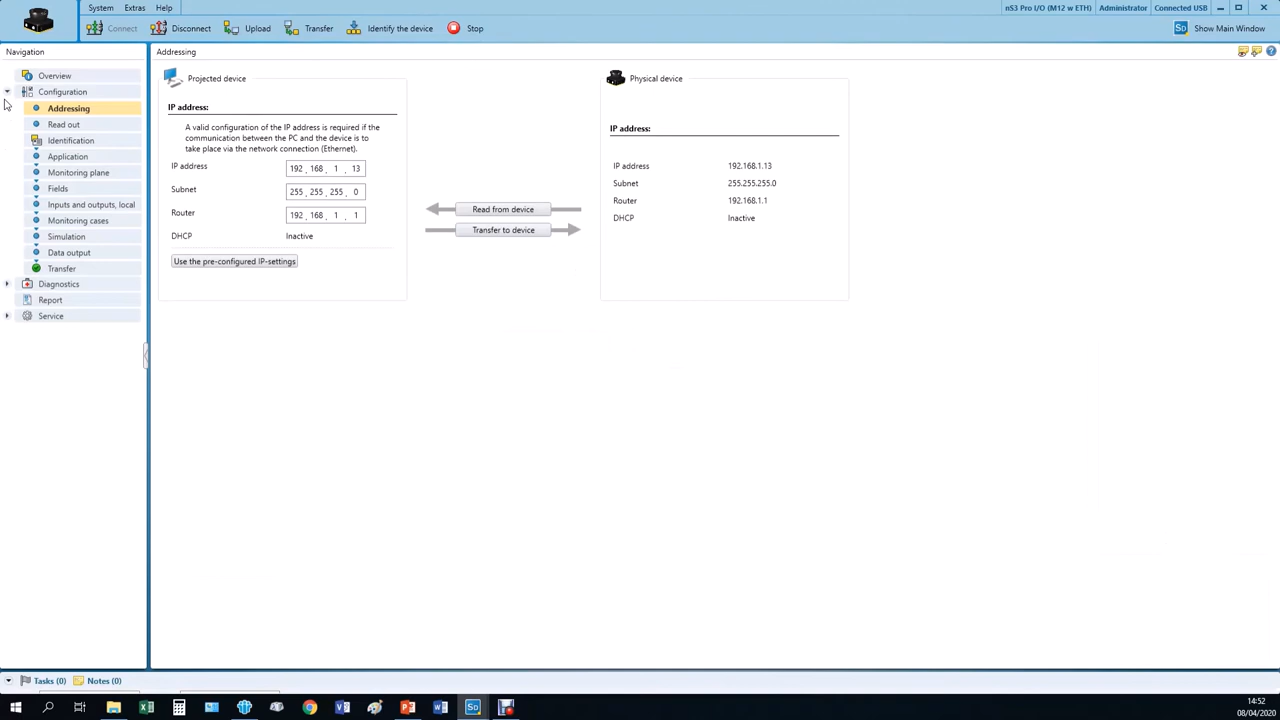 System Extras Help
nS3 Pro I/O (M12 w ETH) Administrator Connected USB
Connect Disconnect Upload Transfer Identify the device Stop
So Show Main Window
Navigation
Addressing
Overview
Configuration
Addressing
Read out
Identification
Application
Monitoring plane
Fields
Inputs and outputs, local
Monitoring cases
Simulation
Data output
Transfer
Diagnostics
Report
Service
Projected device
IP address:
A valid configuration of the IP address is required if the
communication between the PC and the device is to
take place via the network connection (Ethernet).
IP address 192 . 168 . 1 . 13
Subnet 255 . 255 . 255 . 0
Router 192 . 168 . 1 . 1
DHCP Inactive
Use the pre-configured IP-settings
Read from device
Transfer to device
Physical device
IP address:
IP address 192.168.1.13
Subnet 255.255.255.0
Router 192.168.1.1
DHCP Inactive
Tasks (0) Notes (0)
14:52
08/04/2020